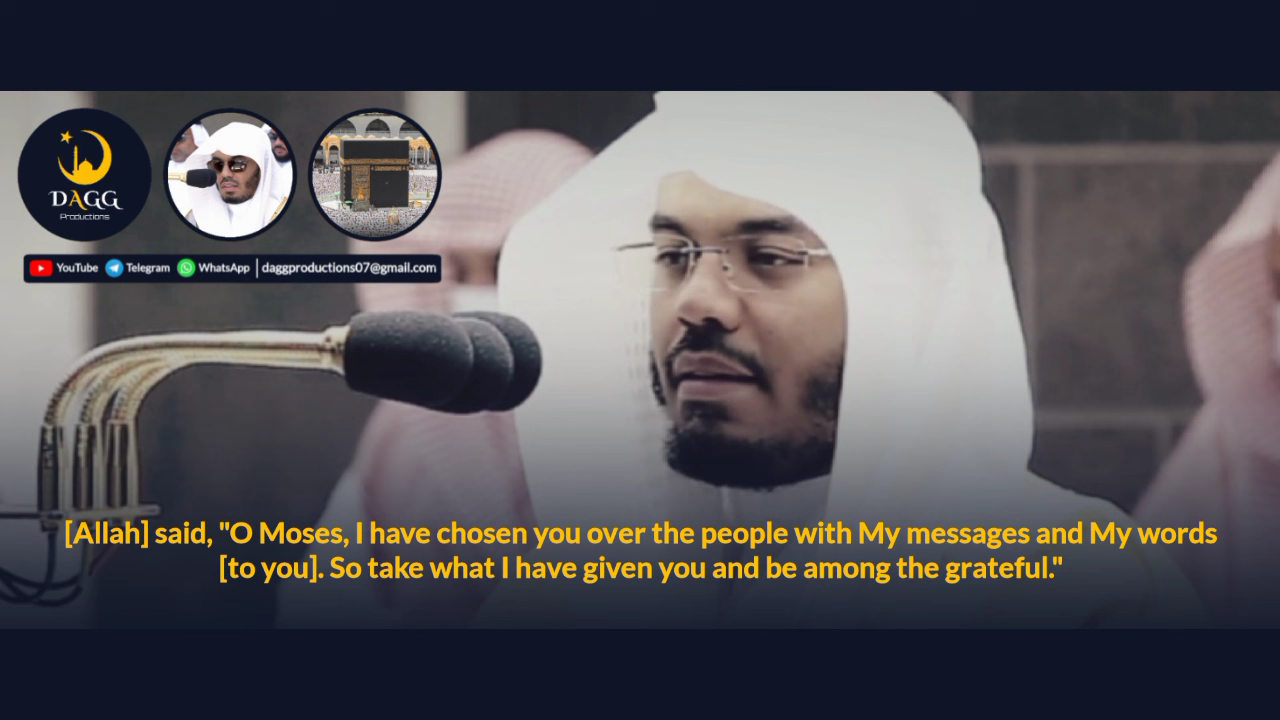 DAGG
Productions
YouTube Telegram WhatsApp | daggproductions07@gmail.com
[Allah] said, "O Moses, I have chosen you over the people with My messages and My words
[to you]. So take what I have given you and be among the grateful."